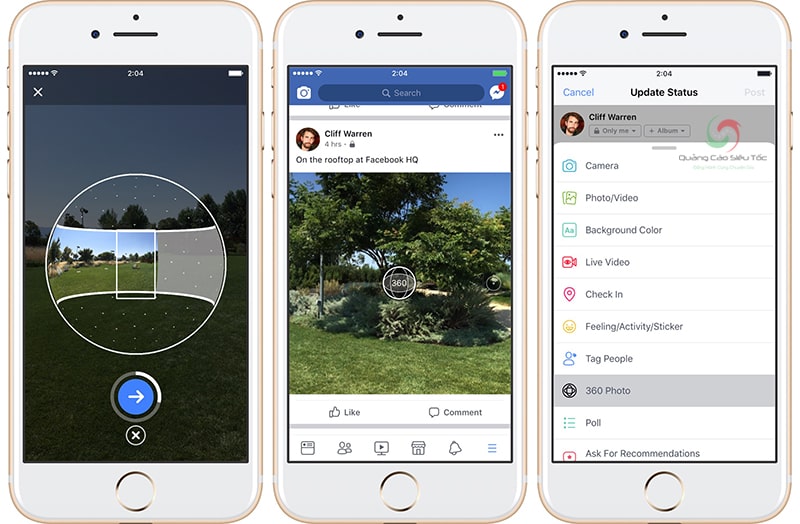 2:04
2:04
Search
1
Like
Comment
Cliff Warren
4 hrs
On the rooftop at Facebook HQ
360
Like
Comment
2:04
Cancel
Update Status
Post
Cliff Warren
Only me
+ Album
Quảng Cáo Siêu Tốc
Camera
Photo/Video
Aa
Background Color
Live Video
Check In
Feeling/Activity/Sticker
Tag People
360 Photo
Poll
Ask For Recommendations